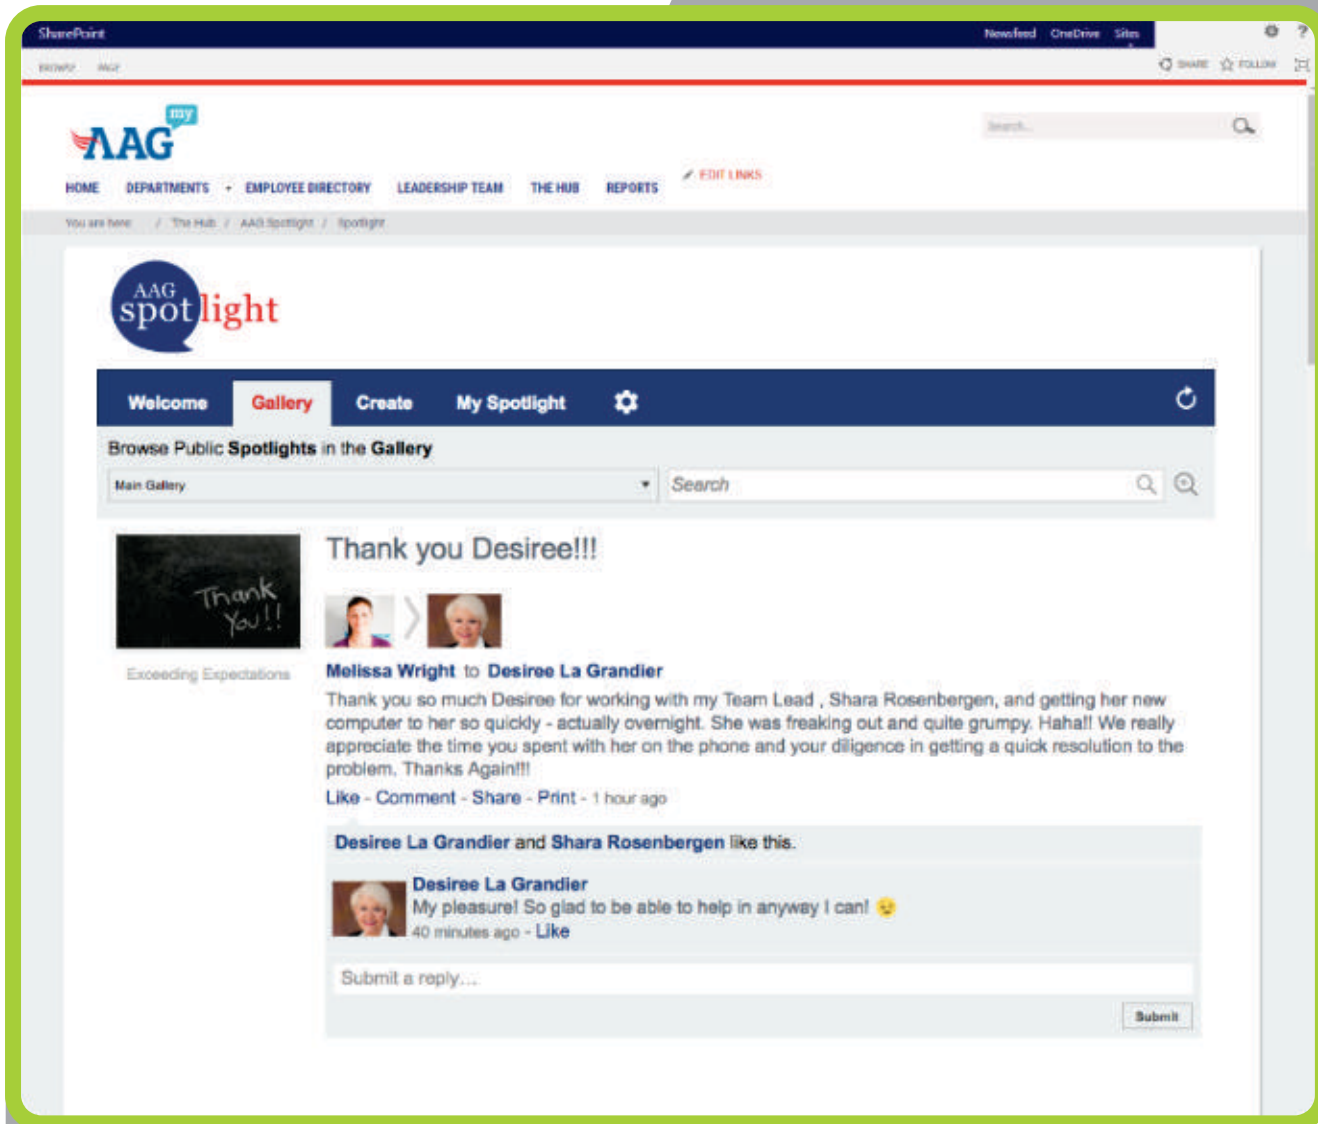 SharePoint
Newsfeed OneDrive Sites ?
BROWSE PAGE
SHARE FOLLOW
my
AAG
Search...
HOME DEPARTMENTS EMPLOYEE DIRECTORY LEADERSHIP TEAM THE HUB REPORTS EDIT LINKS
You are here / The Hub / AAG Spotlight / Spotlight
AAG
spotlight
Welcome Gallery Create My Spotlight
Browse Public Spotlights in the Gallery
Main Gallery Search
Thank you Desiree!!!
Thank
You!!
Exceeding Expectations
Melissa Wright to Desiree La Grandier
Thank you so much Desiree for working with my Team Lead , Shara Rosenbergen, and getting her new
computer to her so quickly - actually overnight. She was freaking out and quite grumpy. Haha!! We really
appreciate the time you spent with her on the phone and your diligence in getting a quick resolution to the
problem. Thanks Again!!!
Like - Comment - Share - Print - 1 hour ago
Desiree La Grandier and Shara Rosenbergen like this.
Desiree La Grandier
My pleasure! So glad to be able to help in anyway I can! 😉
40 minutes ago - Like
Submit a reply...
Submit